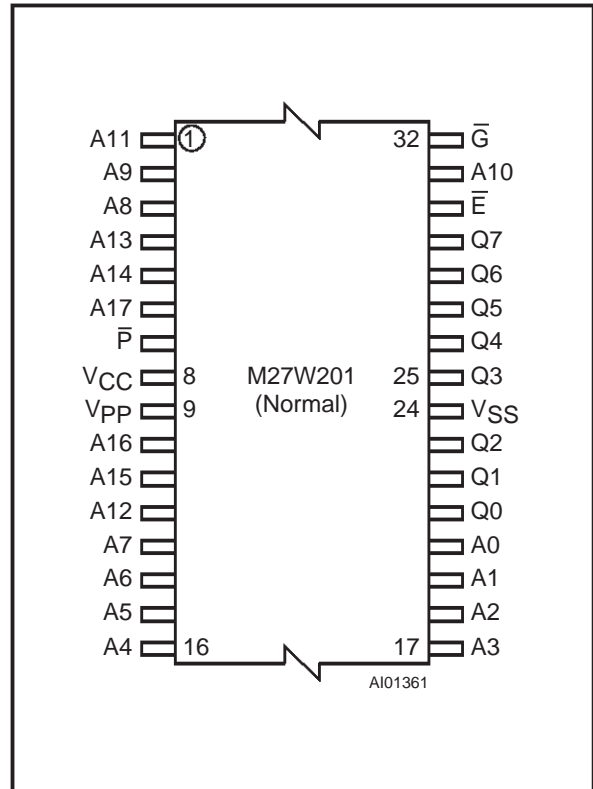 A11 1 32 G̅
A9 A10
A8 E̅
A13 Q7
A14 Q6
A17 Q5
P̅ Q4
VCC 8 M27W201 25 Q3
VPP 9 (Normal) 24 VSS
A16 Q2
A15 Q1
A12 Q0
A7 A0
A6 A1
A5 A2
A4 16 17 A3
AI01361